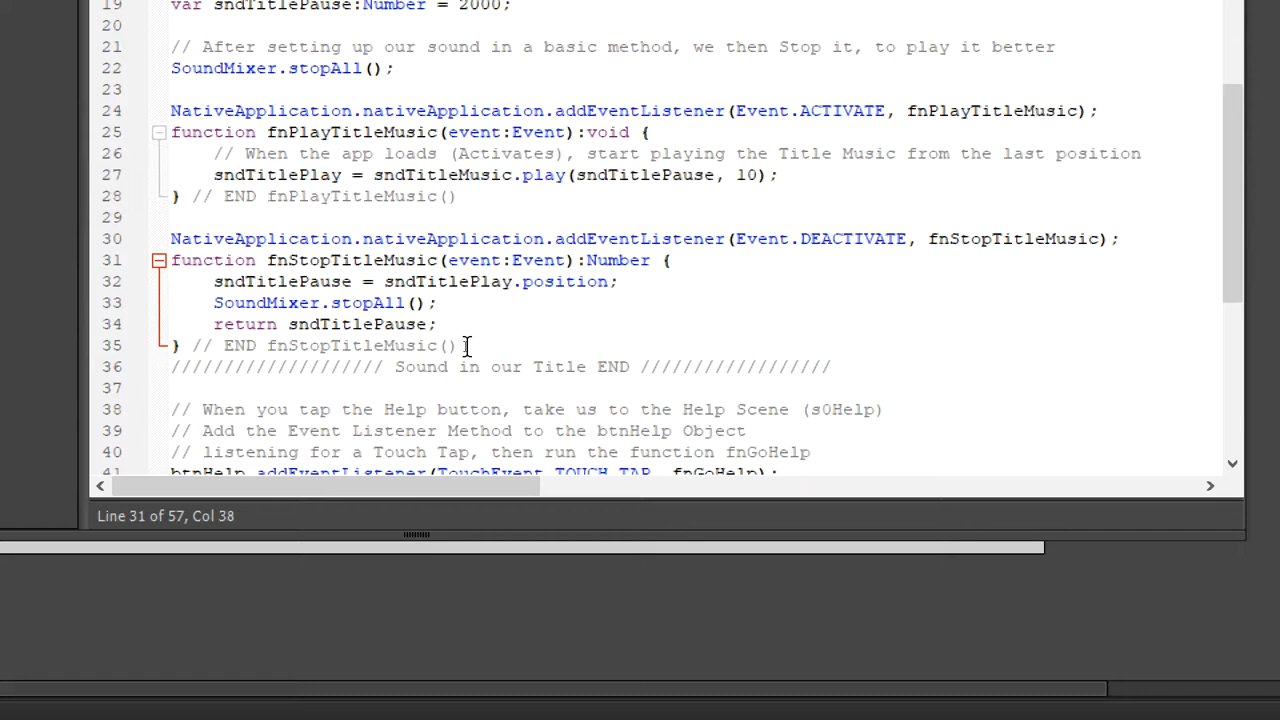 19 var sndTitlePause:Number = 2000;
20
21 // After setting up our sound in a basic method, we then Stop it, to play it better
22 SoundMixer.stopAll();
23
24 NativeApplication.nativeApplication.addEventListener(Event.ACTIVATE, fnPlayTitleMusic);
25 function fnPlayTitleMusic(event:Event):void {
26 // When the app loads (Activates), start playing the Title Music from the last position
27 sndTitlePlay = sndTitleMusic.play(sndTitlePause, 10);
28 } // END fnPlayTitleMusic()
29
30 NativeApplication.nativeApplication.addEventListener(Event.DEACTIVATE, fnStopTitleMusic);
31 function fnStopTitleMusic(event:Event):Number {
32 sndTitlePause = sndTitlePlay.position;
33 SoundMixer.stopAll();
34 return sndTitlePause;
35 } // END fnStopTitleMusic()
36 //////////////////// Sound in our Title END //////////////////
37
38 // When you tap the Help button, take us to the Help Scene (s0Help)
39 // Add the Event Listener Method to the btnHelp Object
40 // listening for a Touch Tap, then run the function fnGoHelp
41 btnHelp.addEventListener(TouchEvent.TOUCH_TAP, fnGoHelp);
Line 31 of 57, Col 38